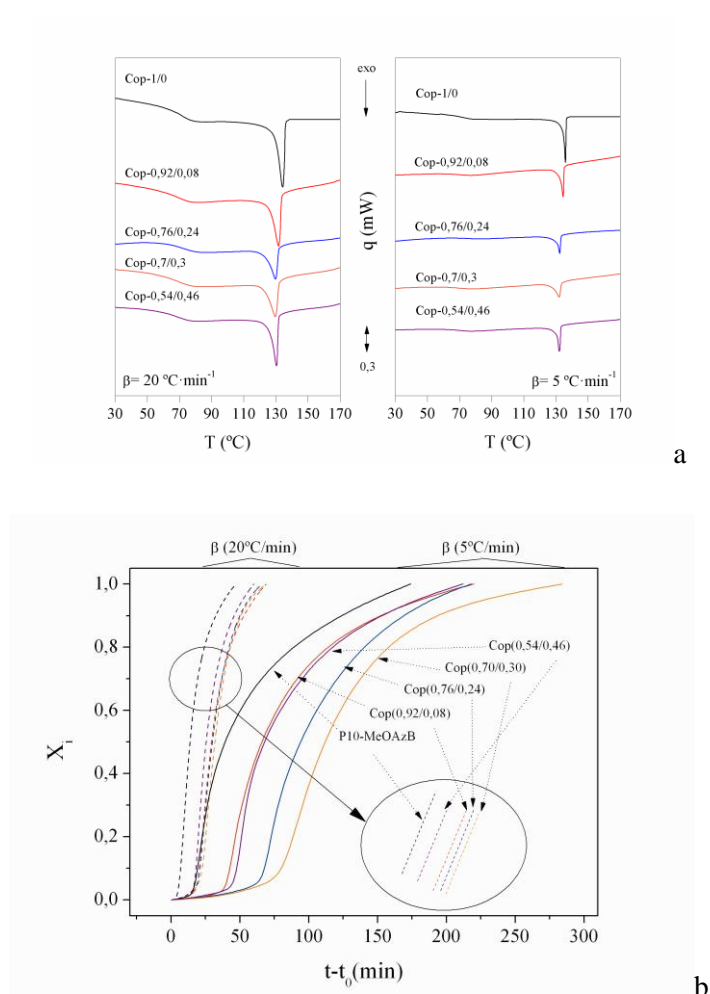 Cop-1/0
Cop-0,92/0,08
Cop-0,76/0,24
Cop-0,7/0,3
Cop-0,54/0,46
β= 20 ºC·min⁻¹
30 50 70 90 110 130 150 170
T (ºC)
exo
q (mW)
0,3
Cop-1/0
Cop-0,92/0,08
Cop-0,76/0,24
Cop-0,7/0,3
Cop-0,54/0,46
β= 5 ºC·min⁻¹
30 50 70 90 110 130 150 170
T (ºC)
a
β (20ºC/min)
β (5ºC/min)
1,0
0,8
0,6
0,4
0,2
0,0
Xᵢ
Cop(0,54/0,46)
Cop(0,70/0,30)
Cop(0,76/0,24)
Cop(0,92/0,08)
P10-MeOAzB
0 50 100 150 200 250 300
t-t₀(min)
b